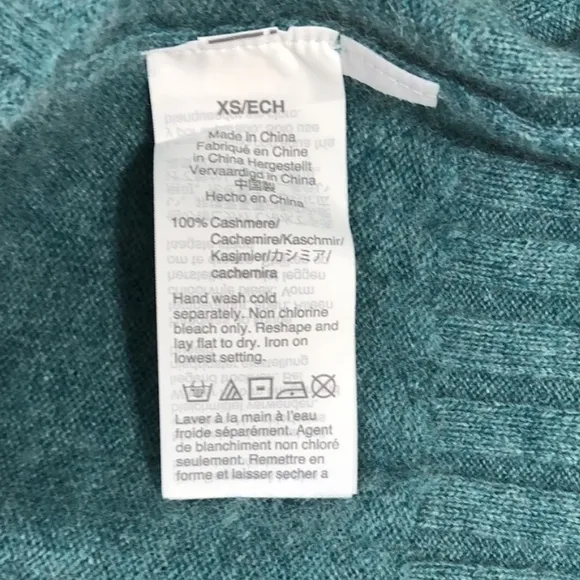 XS/ECH
Made in China
Fabriqué en Chine
in China Hergestellt
Vervaardigd in China
中国製
Hecho en China
100% Cashmere/
Cachemire/Kaschmir/
Kasjmier/カシミア/
cachemira
Hand wash cold
separately. Non chlorine
bleach only. Reshape and
lay flat to dry. Iron on
lowest setting.
Laver à la main à l'eau
froide séparément. Agent
de blanchiment non chloré
seulement. Remettre en
forme et laisser secher a